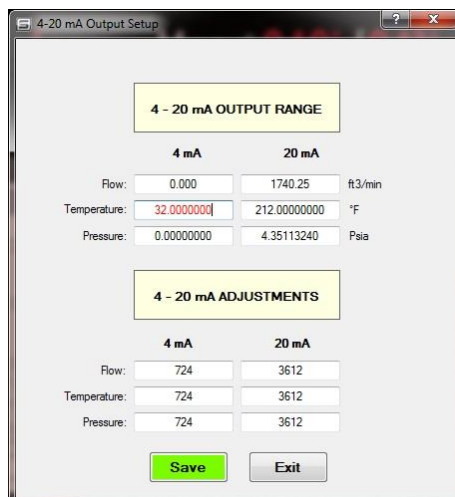 4-20 mA Output Setup
4 - 20 mA OUTPUT RANGE
4 mA 20 mA
Flow: 0.000 1740.25 ft3/min
Temperature: 32.0000000 212.00000000 °F
Pressure: 0.00000000 4.35113240 Psia
4 - 20 mA ADJUSTMENTS
4 mA 20 mA
Flow: 724 3612
Temperature: 724 3612
Pressure: 724 3612
Save Exit